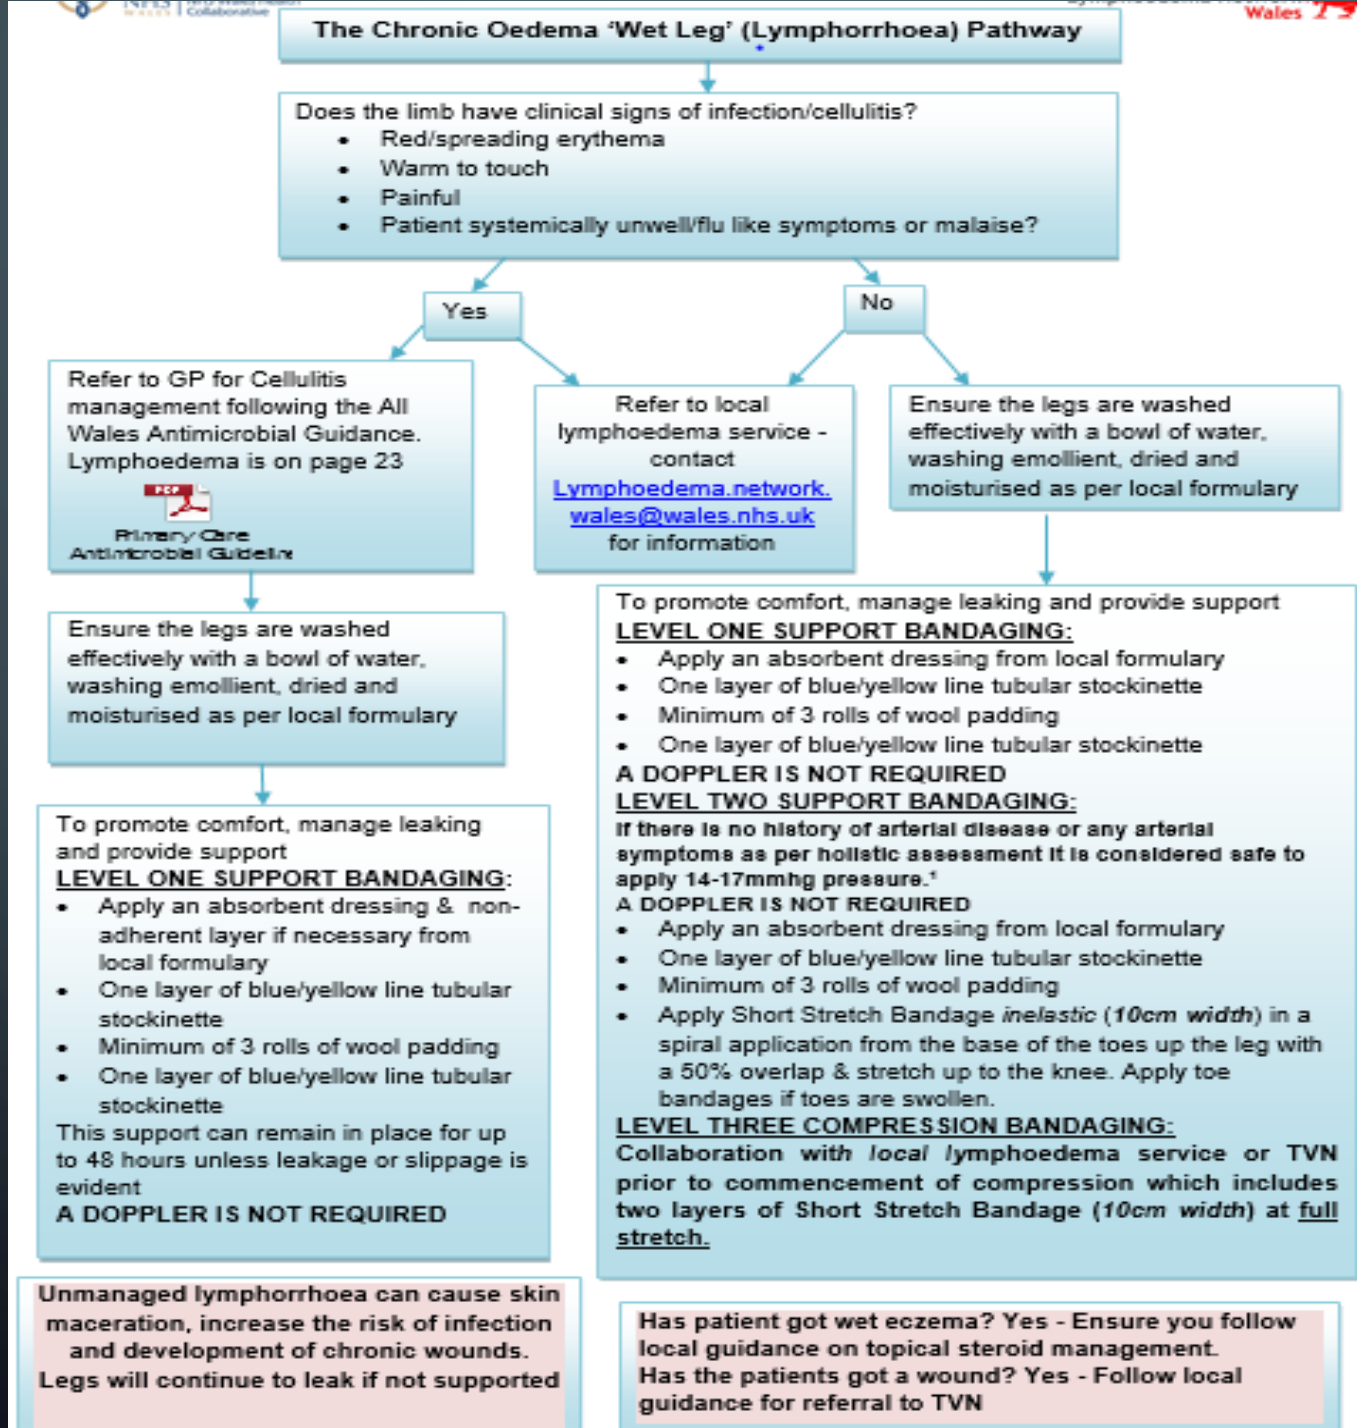 NHS
WALES
Collaborative
Wales
The Chronic Oedema ‘Wet Leg’ (Lymphorrhoea) Pathway
Does the limb have clinical signs of infection/cellulitis?
• Red/spreading erythema
• Warm to touch
• Painful
• Patient systemically unwell/flu like symptoms or malaise?
Yes
No
Refer to GP for Cellulitis
management following the All
Wales Antimicrobial Guidance.
Lymphoedema is on page 23
PDF
Primary Care
Antimicrobial Guideline
Refer to local
lymphoedema service -
contact
Lymphoedema.network.
wales@wales.nhs.uk
for information
Ensure the legs are washed
effectively with a bowl of water,
washing emollient, dried and
moisturised as per local formulary
Ensure the legs are washed
effectively with a bowl of water,
washing emollient, dried and
moisturised as per local formulary
To promote comfort, manage leaking
and provide support
LEVEL ONE SUPPORT BANDAGING:
• Apply an absorbent dressing & non-
adherent layer if necessary from
local formulary
• One layer of blue/yellow line tubular
stockinette
• Minimum of 3 rolls of wool padding
• One layer of blue/yellow line tubular
stockinette
This support can remain in place for up
to 48 hours unless leakage or slippage is
evident
A DOPPLER IS NOT REQUIRED
To promote comfort, manage leaking and provide support
LEVEL ONE SUPPORT BANDAGING:
• Apply an absorbent dressing from local formulary
• One layer of blue/yellow line tubular stockinette
• Minimum of 3 rolls of wool padding
• One layer of blue/yellow line tubular stockinette
A DOPPLER IS NOT REQUIRED
LEVEL TWO SUPPORT BANDAGING:
If there is no history of arterial disease or any arterial
symptoms as per holistic assessment it is considered safe to
apply 14-17mmhg pressure.¹
A DOPPLER IS NOT REQUIRED
• Apply an absorbent dressing from local formulary
• One layer of blue/yellow line tubular stockinette
• Minimum of 3 rolls of wool padding
• Apply Short Stretch Bandage inelastic (10cm width) in a
spiral application from the base of the toes up the leg with
a 50% overlap & stretch up to the knee. Apply toe
bandages if toes are swollen.
LEVEL THREE COMPRESSION BANDAGING:
Collaboration with local lymphoedema service or TVN
prior to commencement of compression which includes
two layers of Short Stretch Bandage (10cm width) at full
stretch.
Unmanaged lymphorrhoea can cause skin
maceration, increase the risk of infection
and development of chronic wounds.
Legs will continue to leak if not supported
Has patient got wet eczema? Yes - Ensure you follow
local guidance on topical steroid management.
Has the patients got a wound? Yes - Follow local
guidance for referral to TVN